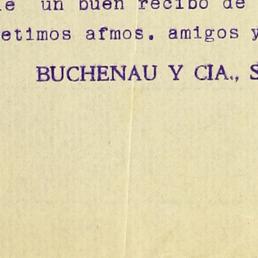 un buen recibo de
etimos afmos. amigos y
BUCHENAU Y CIA., S